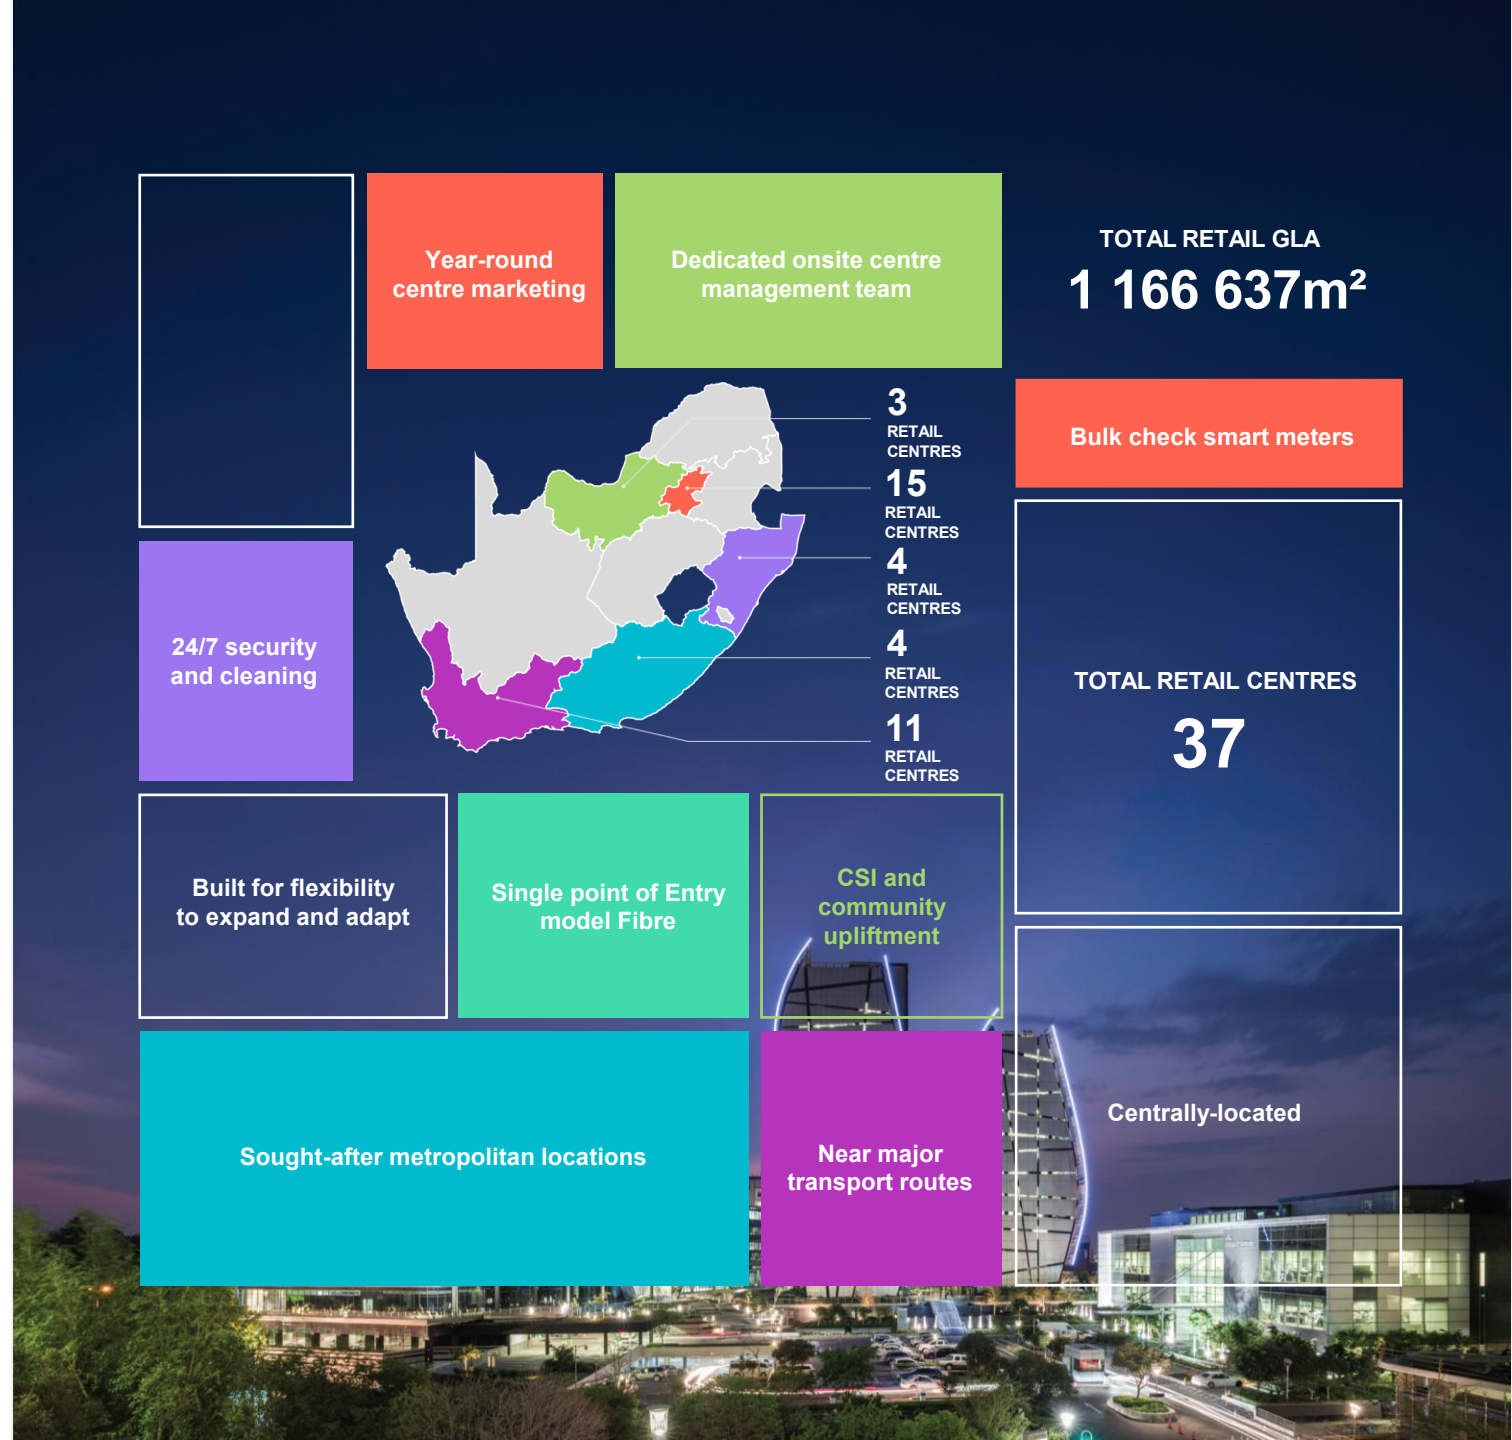 Year-round
centre marketing
Dedicated onsite centre
management team
TOTAL RETAIL GLA
1 166 637m²
3
RETAIL
CENTRES
Bulk check smart meters
15
RETAIL
CENTRES
4
RETAIL
CENTRES
24/7 security
and cleaning
4
RETAIL
CENTRES
TOTAL RETAIL CENTRES
37
11
RETAIL
CENTRES
Built for flexibility
to expand and adapt
Single point of Entry
model Fibre
CSI and
community
upliftment
Sought-after metropolitan locations
Near major
transport routes
Centrally-located